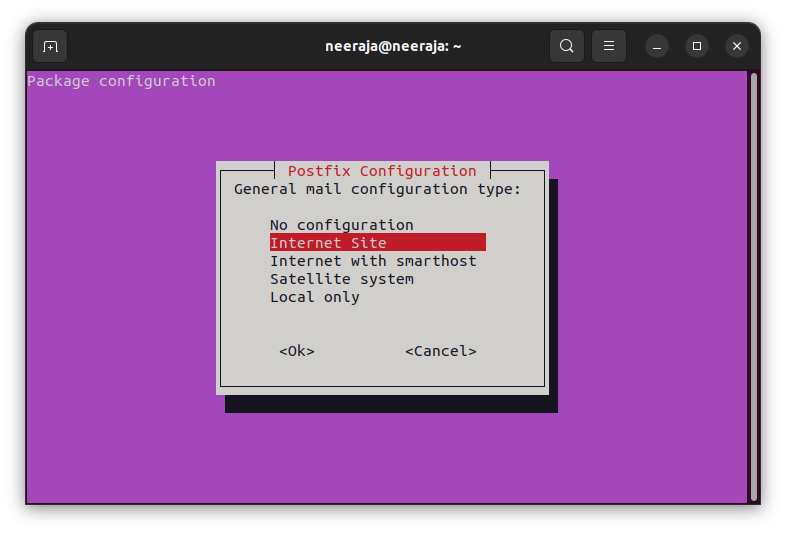 neeraja@neeraja: ~
Package configuration
Postfix Configuration
General mail configuration type:
No configuration
Internet Site
Internet with smarthost
Satellite system
Local only
<Ok> <Cancel>